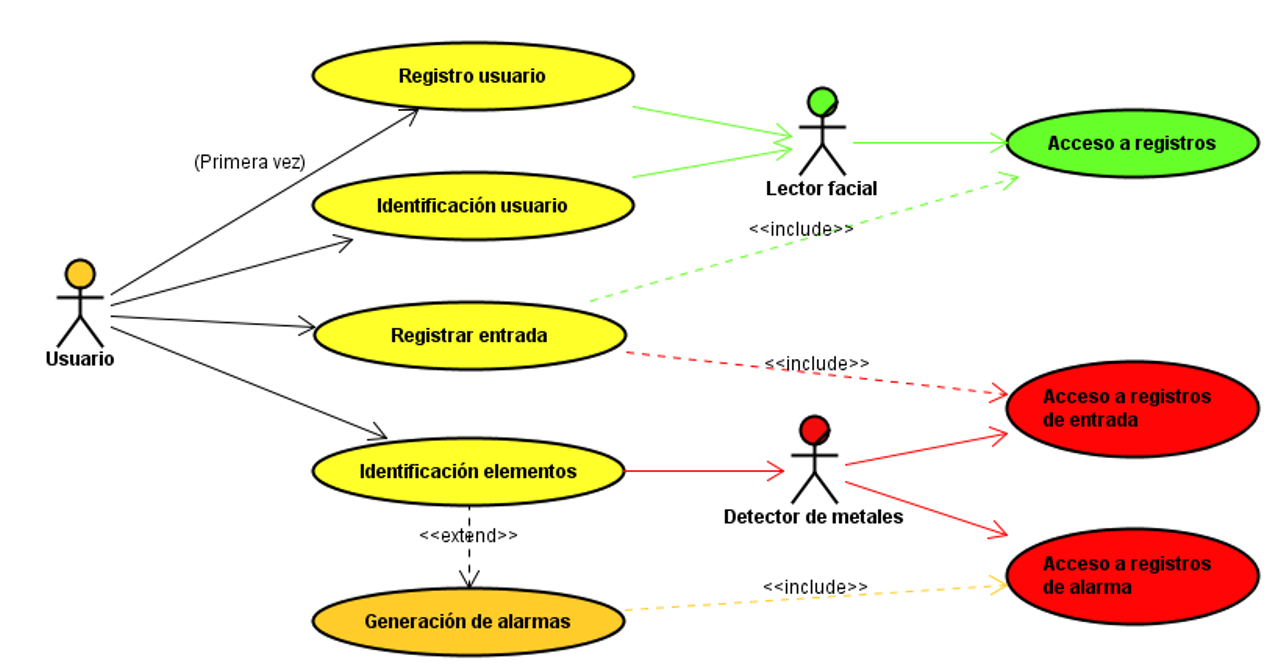 Registro usuario
(Primera vez)
Identificación usuario
Lector facial
Acceso a registros
<<include>>
Usuario
Registrar entrada
<<include>>
Acceso a registros
de entrada
Identificación elementos
Detector de metales
<<extend>>
Acceso a registros
de alarma
<<include>>
Generación de alarmas